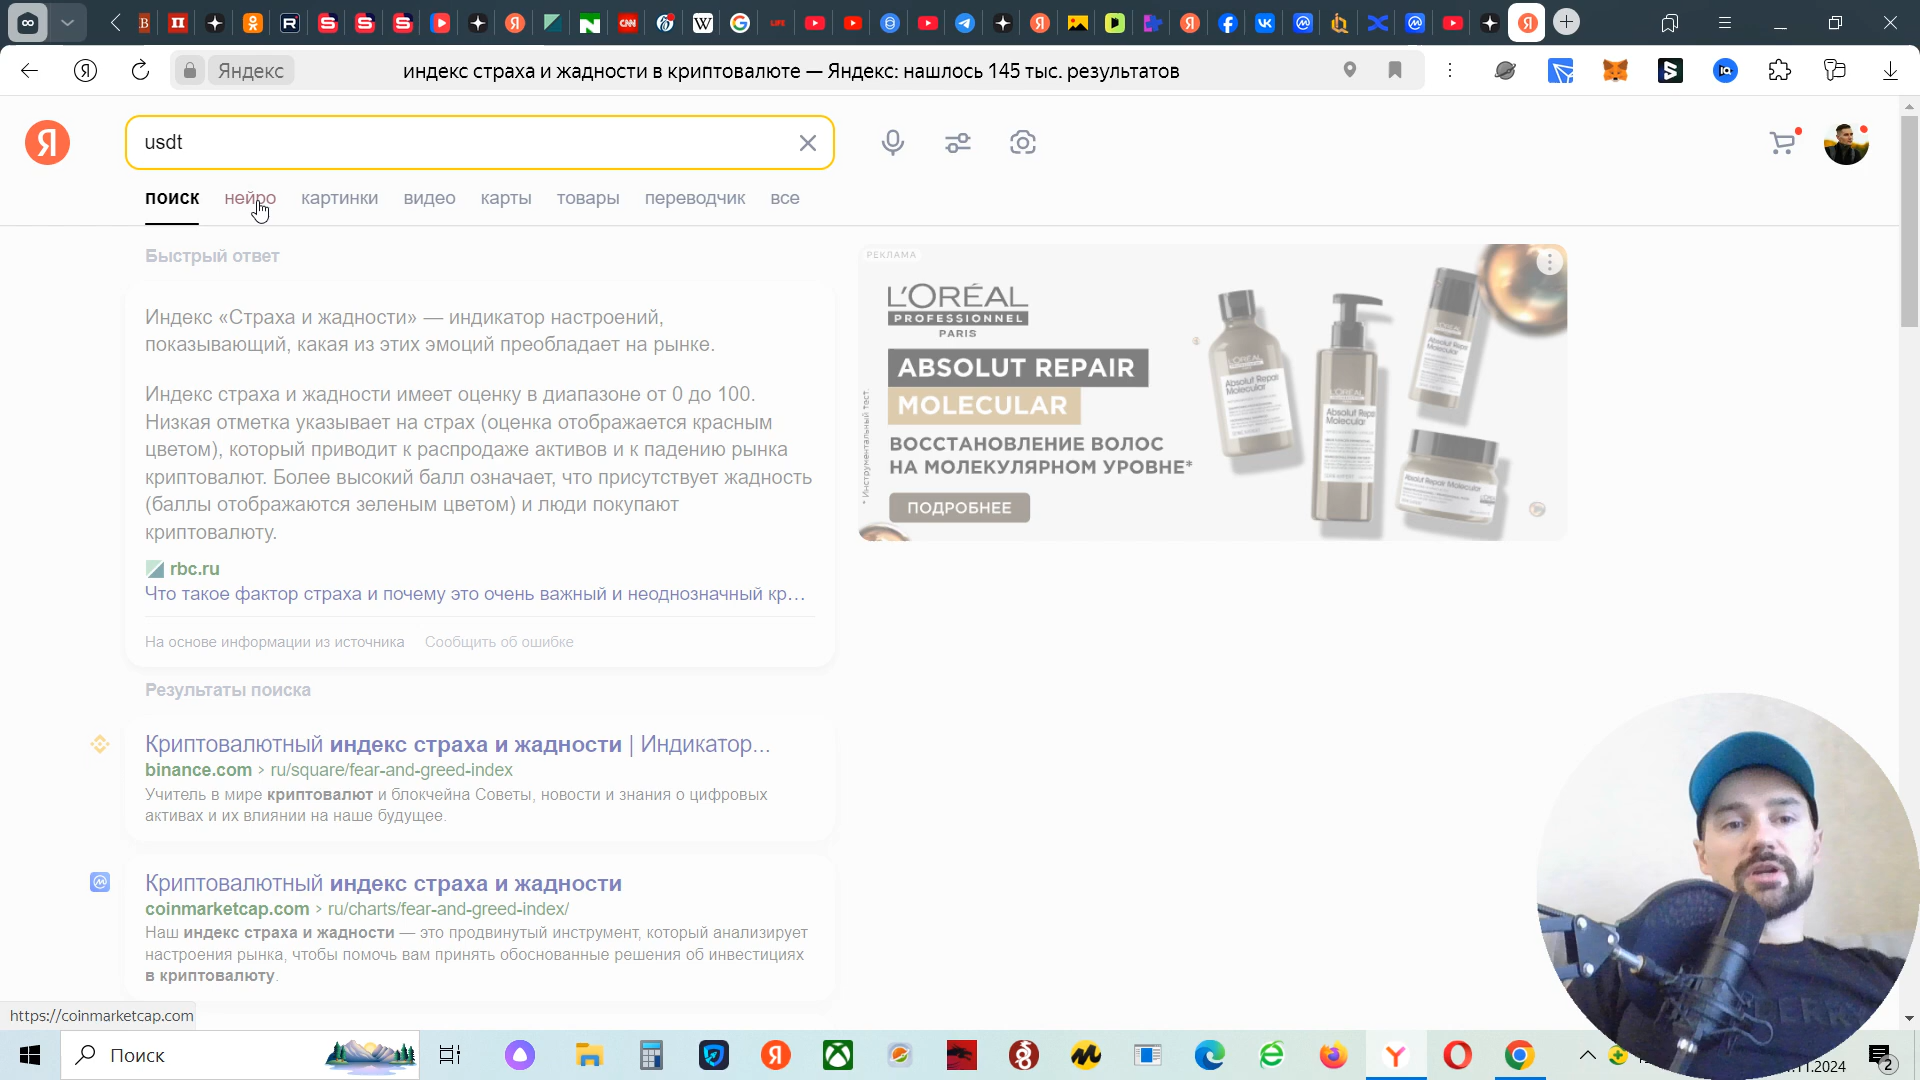 Яндекс
индекс страха и жадности в криптовалюте — Яндекс: нашлось 145 тыс. результатов
usdt
поиск
нейро
картинки
видео
карты
товары
переводчик
все
Быстрый ответ
Индекс «Страха и жадности» — индикатор настроений,
показывающий, какая из этих эмоций преобладает на рынке.
Индекс страха и жадности имеет оценку в диапазоне от 0 до 100.
Низкая отметка указывает на страх (оценка отображается красным
цветом), который приводит к распродаже активов и к падению рынка
криптовалют. Более высокий балл означает, что присутствует жадность
(баллы отображаются зеленым цветом) и люди покупают
криптовалюту.
rbc.ru
Что такое фактор страха и почему это очень важный и неоднозначный кр...
На основе информации из источника
Сообщить об ошибке
РЕКЛАМА
L'ORÉAL
PROFESSIONNEL
PARIS
ABSOLUT REPAIR
MOLECULAR
ВОССТАНОВЛЕНИЕ ВОЛОС
НА МОЛЕКУЛЯРНОМ УРОВНЕ*
ПОДРОБНЕЕ
* Инструментальный тест.
Результаты поиска
Криптовалютный индекс страха и жадности | Индикатор...
binance.com › ru/square/fear-and-greed-index
Учитель в мире криптовалют и блокчейна Советы, новости и знания о цифровых
активах и их влиянии на наше будущее.
Криптовалютный индекс страха и жадности
coinmarketcap.com › ru/charts/fear-and-greed-index/
Наш индекс страха и жадности — это продвинутый инструмент, который анализирует
настроения рынка, чтобы помочь вам принять обоснованные решения об инвестициях
в криптовалюту.
https://coinmarketcap.com
Поиск
.11.2024
2